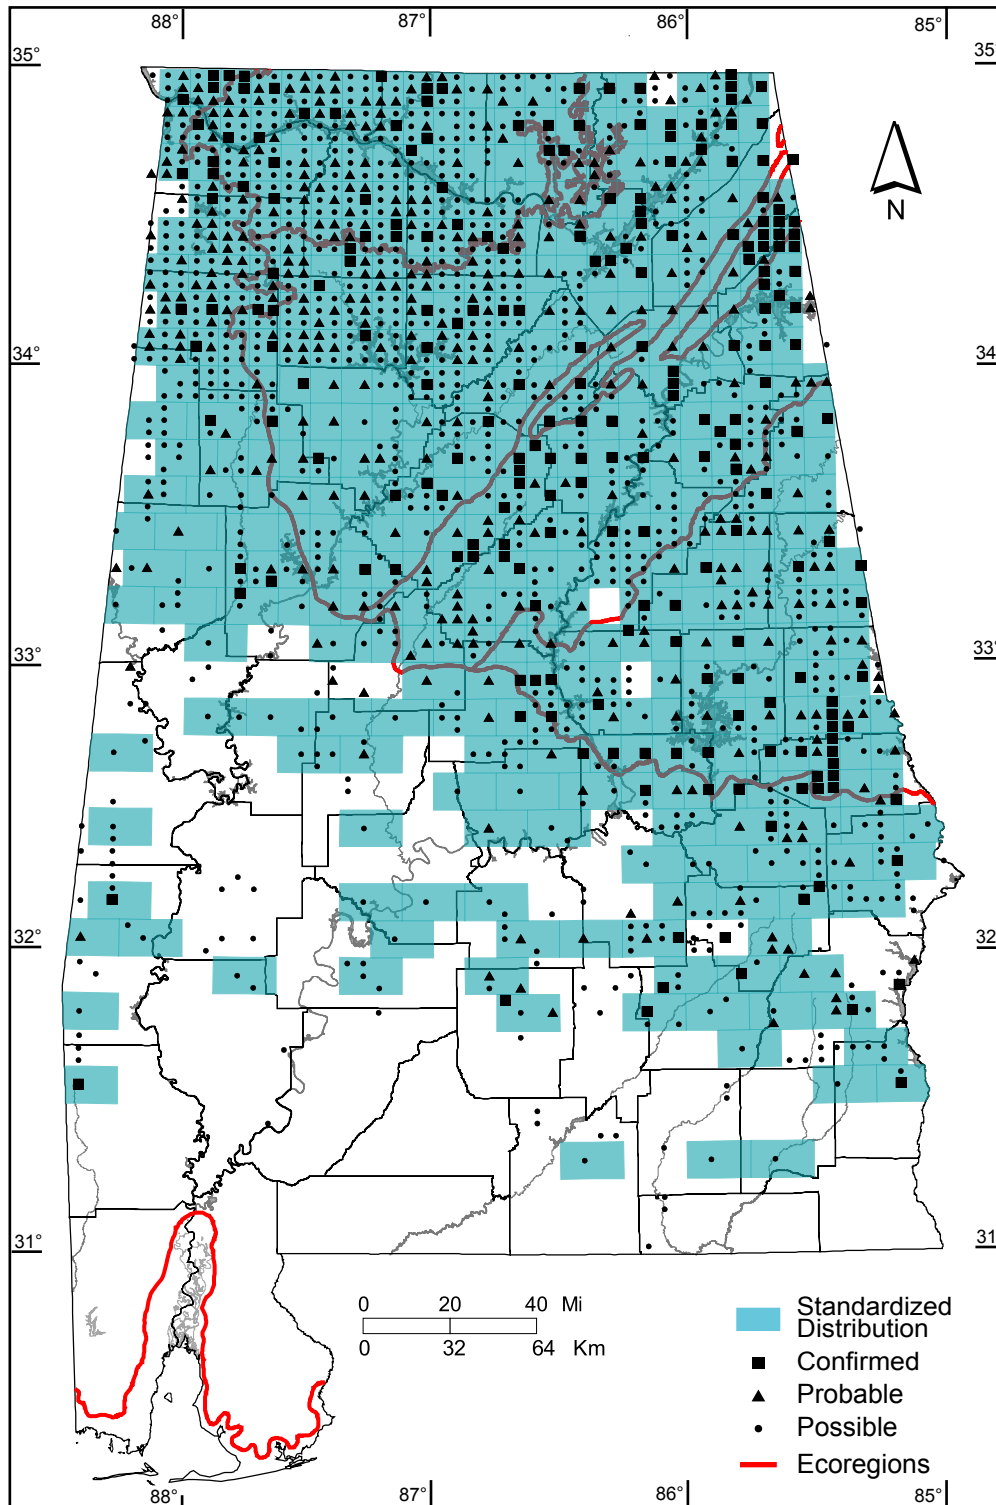 88° 87° 86° 85°
35° 35°
N
34° 34°
33° 33°
32° 32°
31° 31°
0 20 40 Mi
0 32 64 Km
Standardized
Distribution
Confirmed
Probable
Possible
Ecoregions
88° 87° 86° 85°